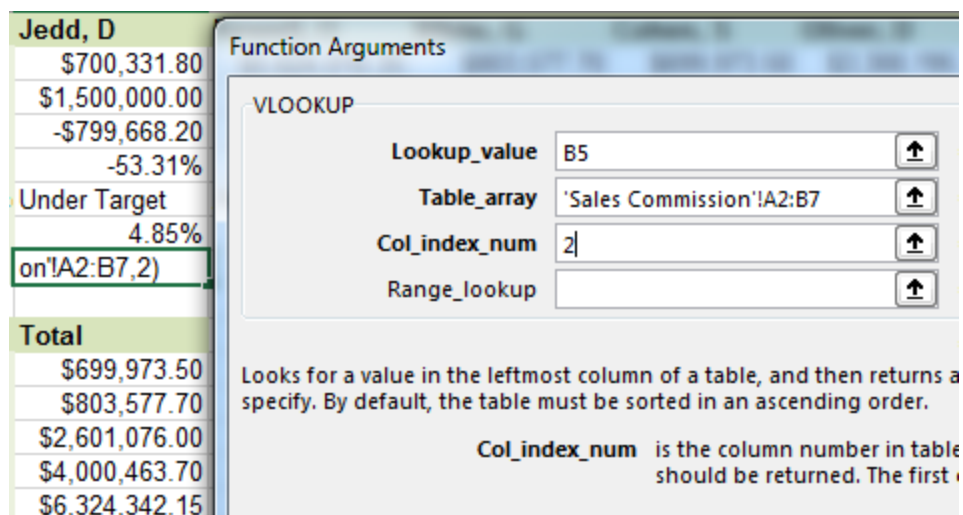 Jedd, D
$700,331.80
$1,500,000.00
-$799,668.20
-53.31%
Under Target
4.85%
on'!A2:B7,2)
Total
$699,973.50
$803,577.70
$2,601,076.00
$4,000,463.70
$6,324,342.15
Function Arguments
VLOOKUP
Lookup_value B5
Table_array 'Sales Commission'!A2:B7
Col_index_num 2
Range_lookup
Looks for a value in the leftmost column of a table, and then returns a
specify. By default, the table must be sorted in an ascending order.
Col_index_num is the column number in table
should be returned. The first